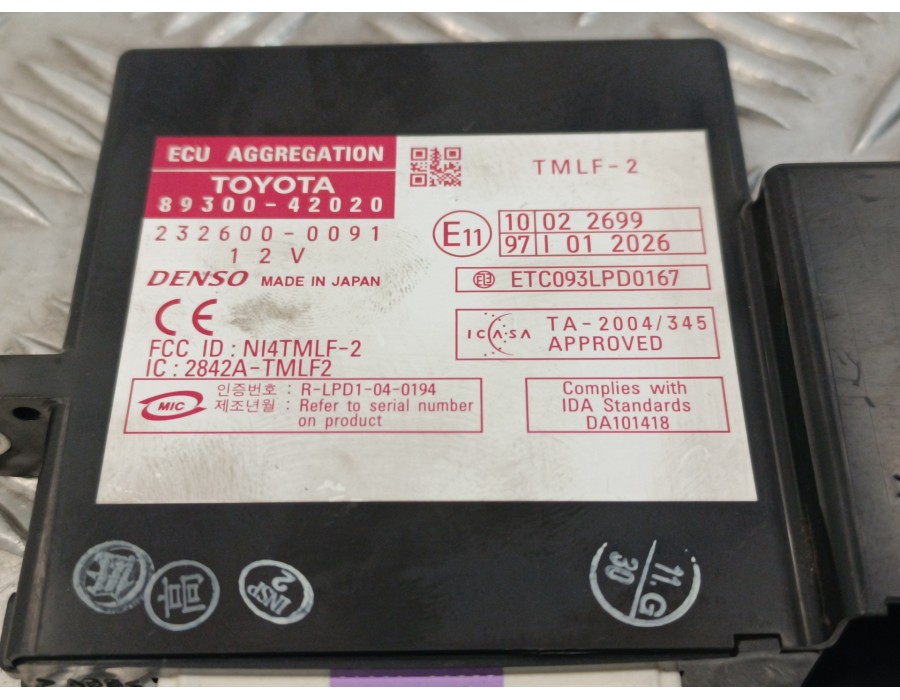 ECU AGGREGATION
TOYOTA
89300-42020
232600-0091
12V
DENSO MADE IN JAPAN
CE
FCC ID : NI4TMLF-2
IC : 2842A-TMLF2
MIC
인증번호 : R-LPD1-04-0194
제조년월 : Refer to serial number
on product
TMLF-2
E11
10 02 2699
97 I 01 2026
ETC093LPD0167
ICASA
TA-2004/345
APPROVED
Complies with
IDA Standards
DA101418
高
INSP
2
11.G
30